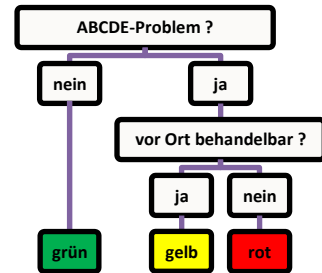 ABCDE-Problem ?
nein
ja
vor Ort behandelbar ?
ja
nein
grün
gelb
rot